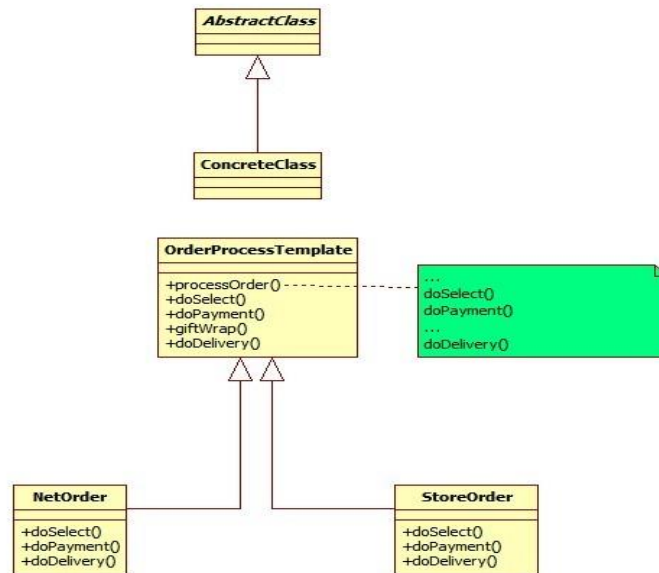 AbstractClass
ConcreteClass
OrderProcessTemplate
+processOrder()
+doSelect()
+doPayment()
+giftWrap()
+doDelivery()
...
doSelect()
doPayment()
...
doDelivery()
NetOrder
+doSelect()
+doPayment()
+doDelivery()
StoreOrder
+doSelect()
+doPayment()
+doDelivery()